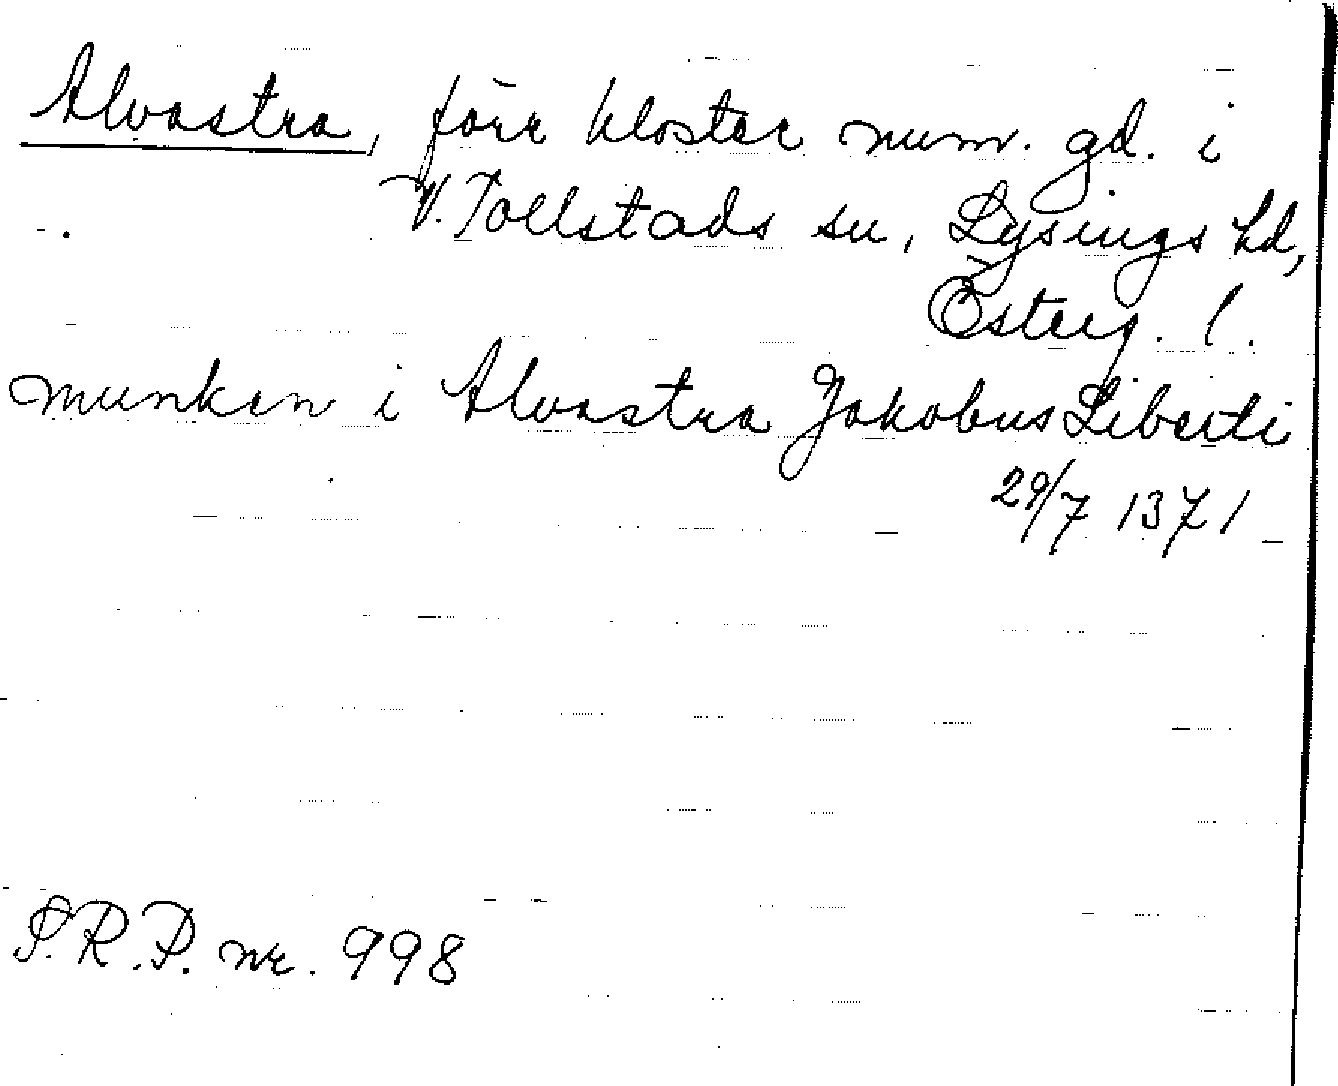 Alvastra, förr kloster num. gd. i
V. Tollstads sn, Lysings hd,
Österg. l.
munken i Alvastra Jakobus Liberti
29/7 1371
S.R.P. nr. 998